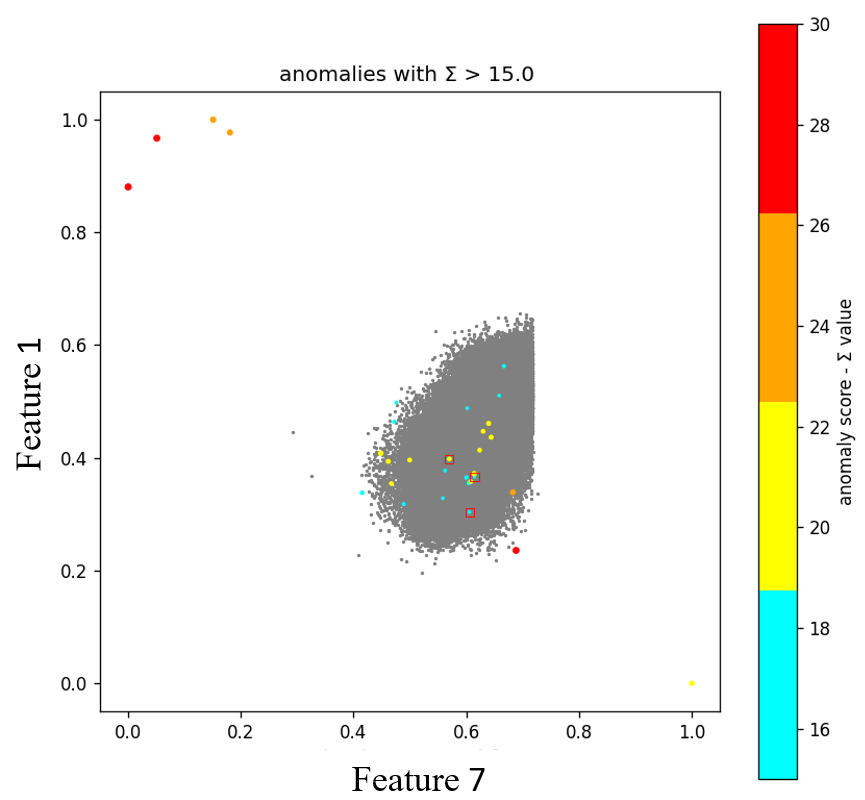 anomalies with Σ > 15.0
Feature 1
1.0
0.8
0.6
0.4
0.2
0.0
0.0 0.2 0.4 0.6 0.8 1.0
Feature 7
30
28
26
24
22
20
18
16
anomaly score - Σ value